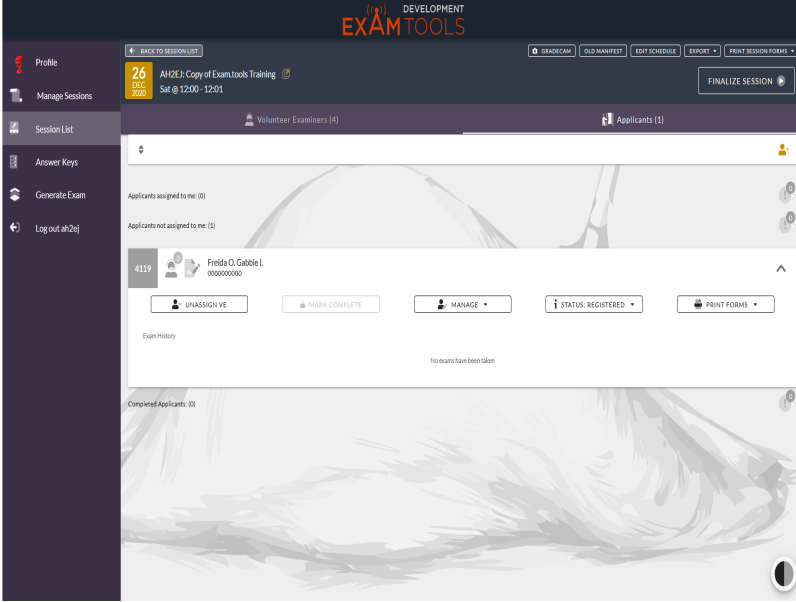 DEVELOPMENT
EXAMTOOLS
BACK TO SESSION LIST
GRADECAM
OLD MANIFEST
EDIT SCHEDULE
EXPORT
PRINT SESSION FORMS
26
DEC
2020
AH2EJ: Copy of Exam.tools Training
Sat @ 12:00 - 12:01
FINALIZE SESSION
Profile
Manage Sessions
Session List
Answer Keys
Generate Exam
Log out ah2ej
Volunteer Examiners (4)
Applicants (1)
Applicants assigned to me: (0)
0
Applicants not assigned to me: (1)
0
4119
3
Freida O. Gabbie I.
0000000000
UNASSIGN VE
MARK COMPLETE
MANAGE
STATUS: REGISTERED
PRINT FORMS
Exam History
No exams have been taken
Completed Applicants: (0)
0